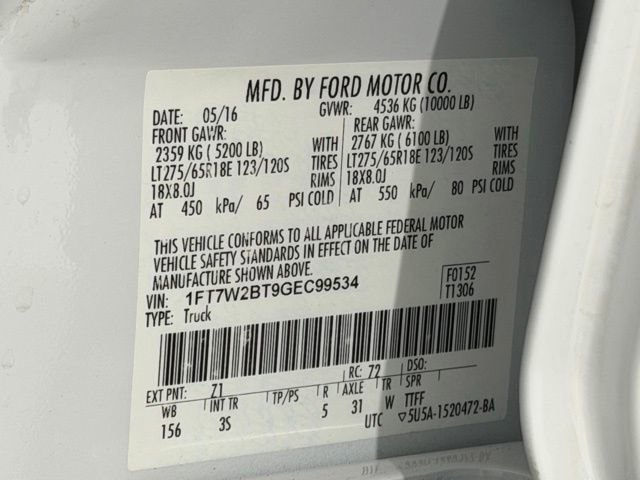 MFD. BY FORD MOTOR CO.
DATE: 05/16 GVWR: 4536 KG (10000 LB)
FRONT GAWR: REAR GAWR:
2359 KG ( 5200 LB) WITH 2767 KG ( 6100 LB) WITH
LT275/65R18E 123/120S TIRES LT275/65R18E 123/120S TIRES
18X8.0J RIMS 18X8.0J RIMS
AT 450 kPa/ 65 PSI COLD AT 550 kPa/ 80 PSI COLD
THIS VEHICLE CONFORMS TO ALL APPLICABLE FEDERAL MOTOR
VEHICLE SAFETY STANDARDS IN EFFECT ON THE DATE OF
MANUFACTURE SHOWN ABOVE.
VIN: 1FT7W2BT9GEC99534 F0152
TYPE: Truck T1306
EXT PNT: Z1 RC: 72 DSO:
WB INT TR TP/PS R AXLE TR SPR
156 3S 5 31 W TTFF
UTC ▽5U5A-1520472-BA